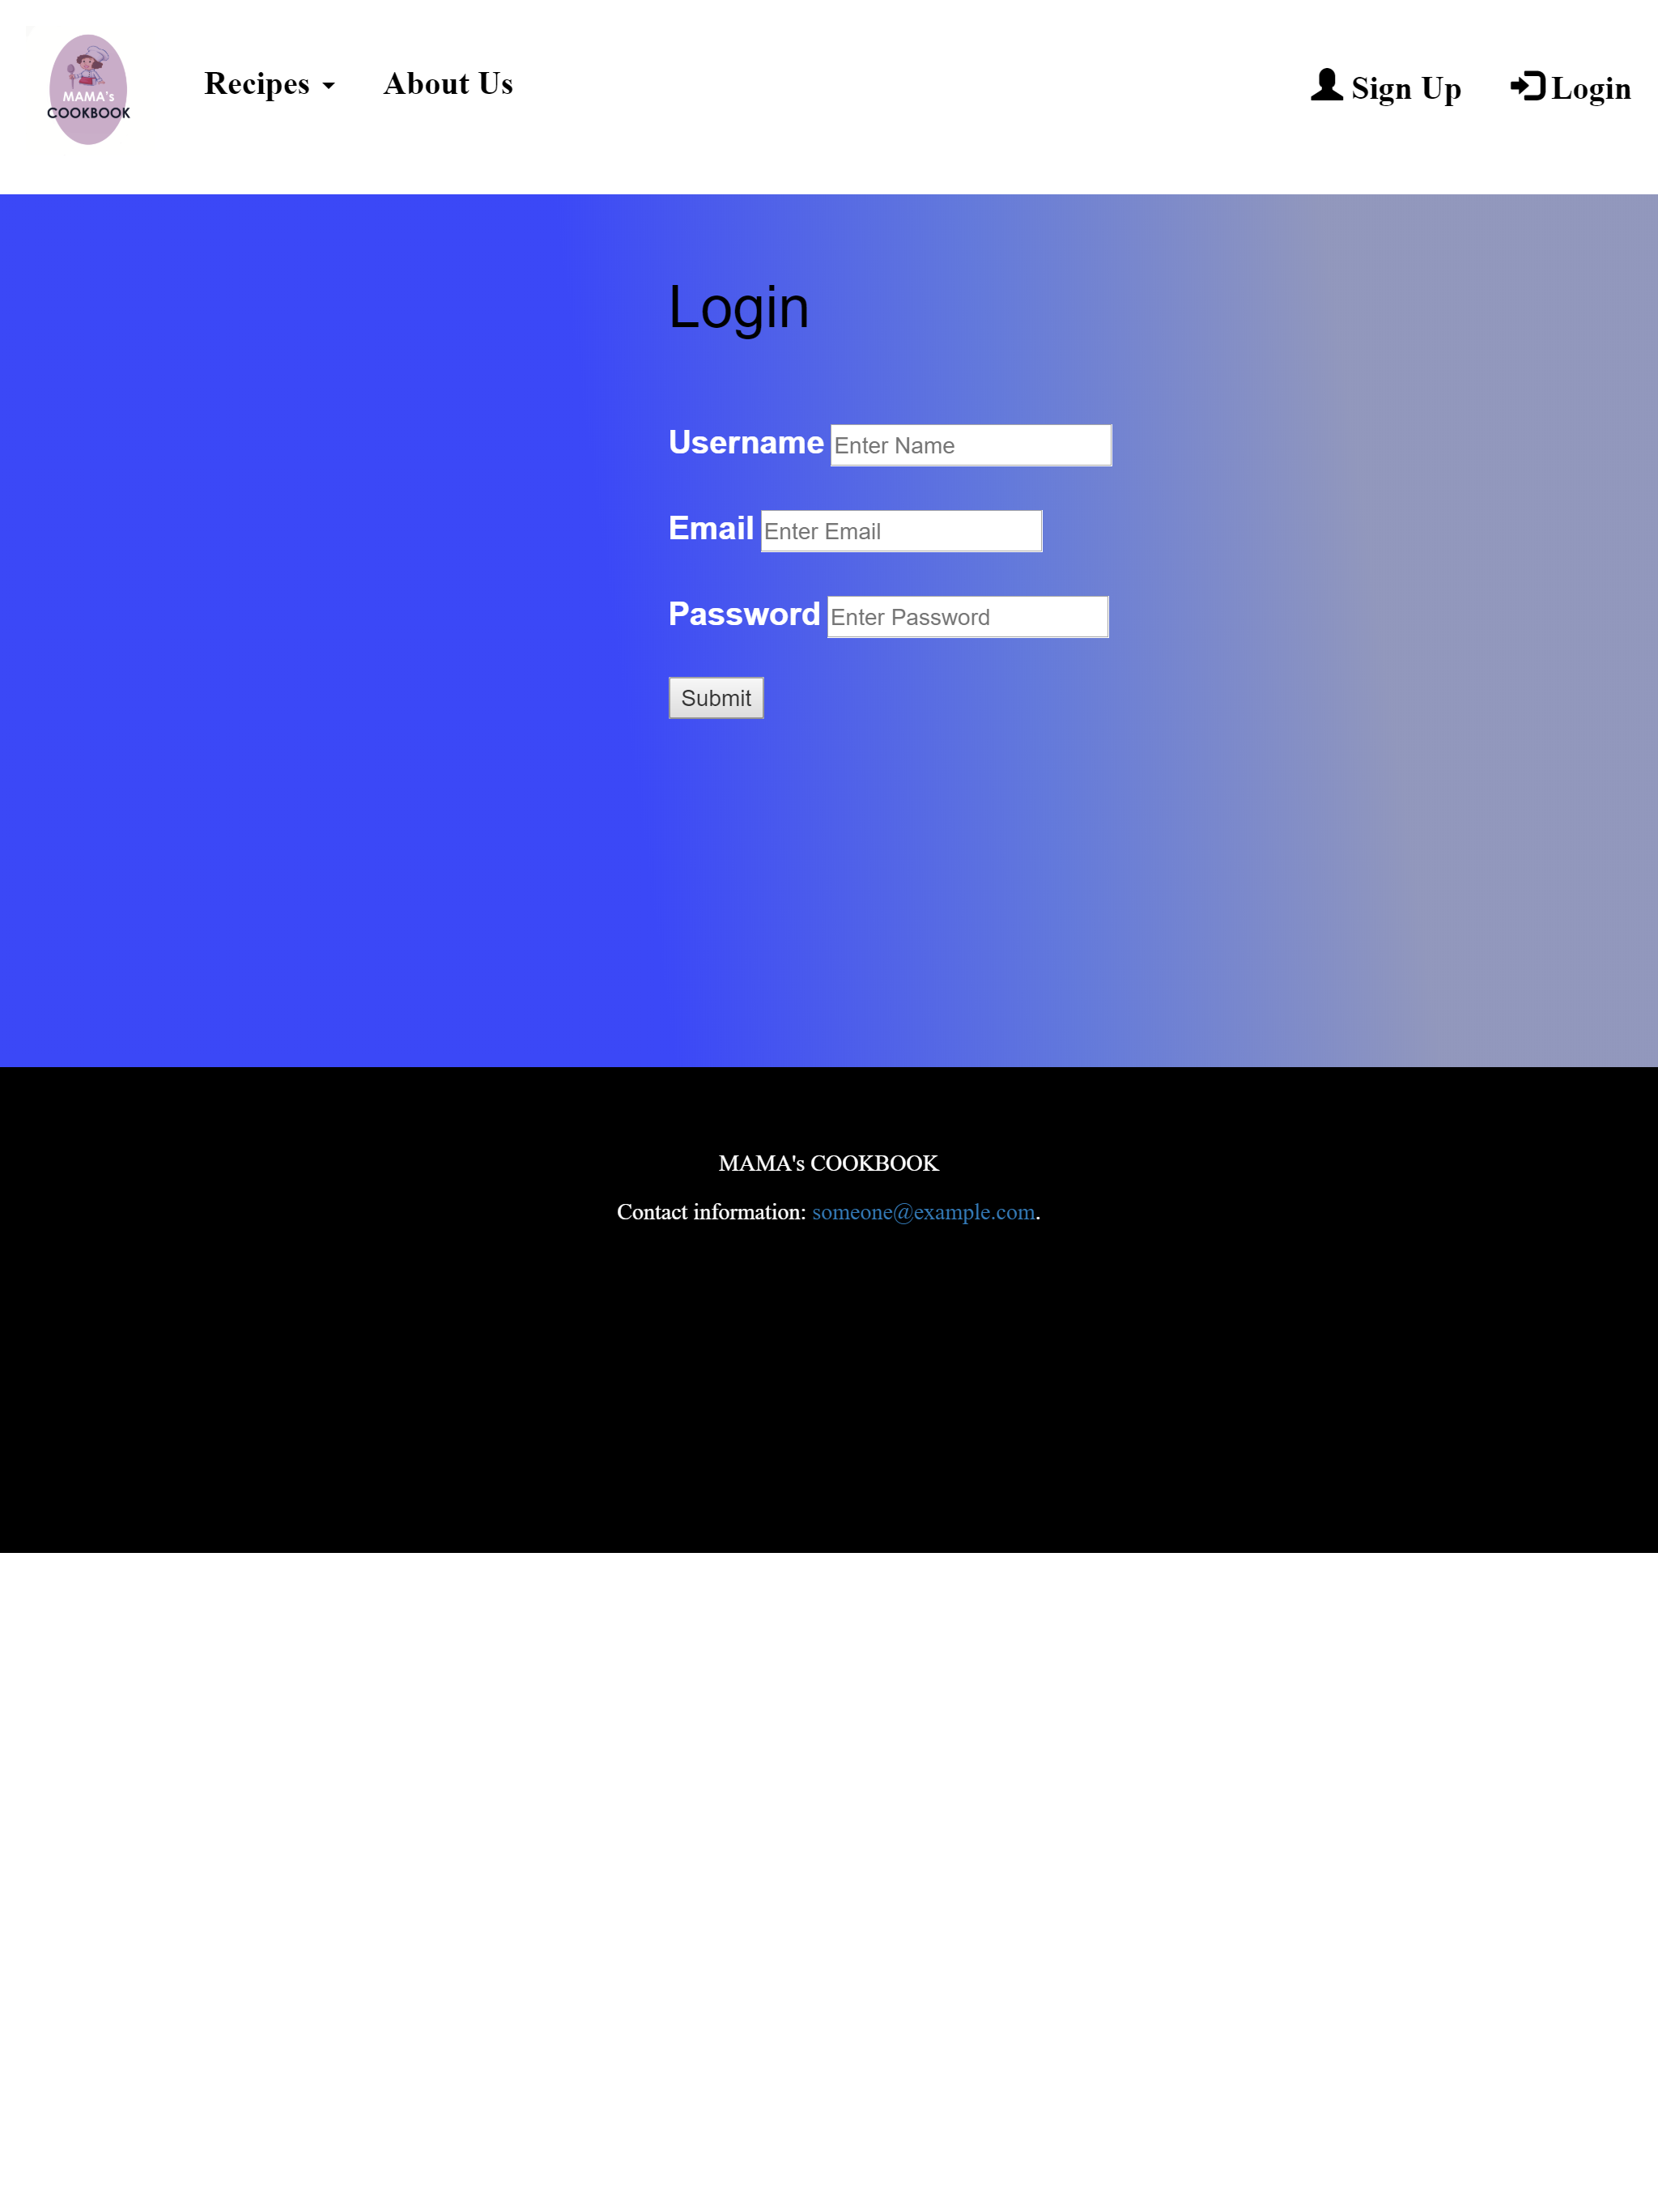 MAMA's
COOKBOOK
Recipes
About Us
Sign Up
Login
Login
Username Enter Name
Email Enter Email
Password Enter Password
Submit
MAMA's COOKBOOK
Contact information: someone@example.com.